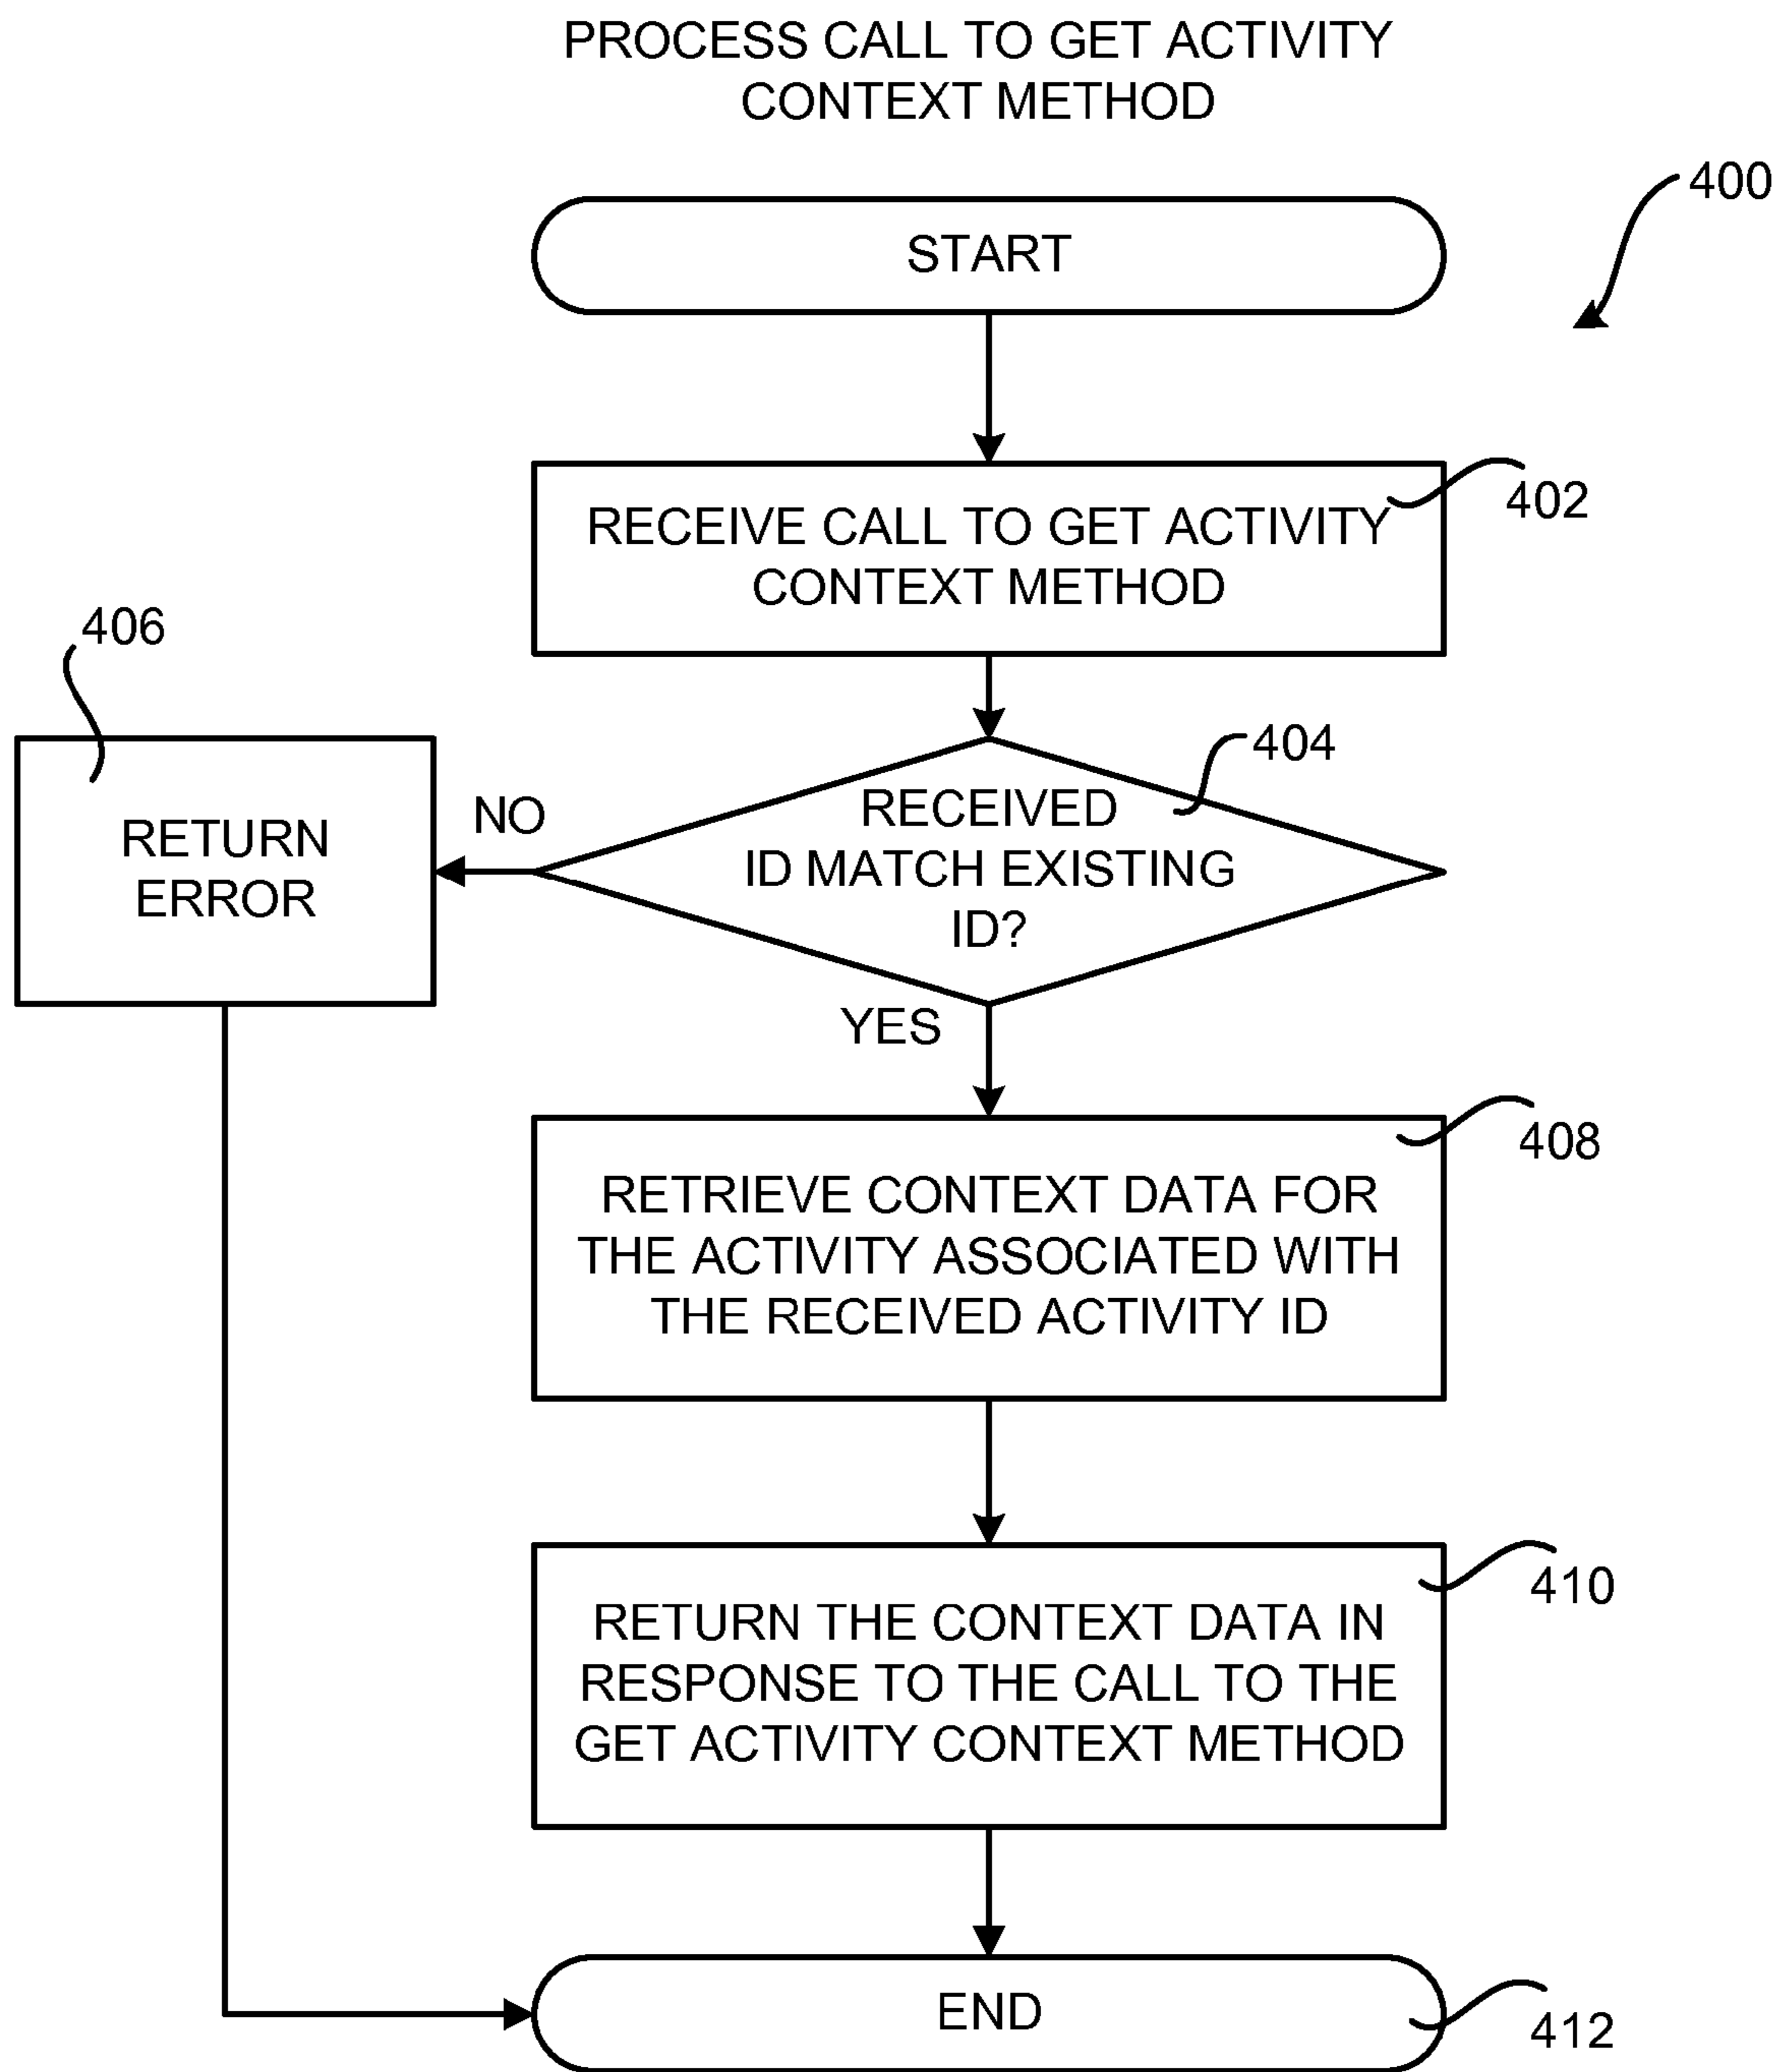 PROCESS CALL TO GET ACTIVITY
CONTEXT METHOD
400
START
RECEIVE CALL TO GET ACTIVITY
CONTEXT METHOD
402
406
RETURN
ERROR
NO
404
RECEIVED
ID MATCH EXISTING
ID?
YES
408
RETRIEVE CONTEXT DATA FOR
THE ACTIVITY ASSOCIATED WITH
THE RECEIVED ACTIVITY ID
410
RETURN THE CONTEXT DATA IN
RESPONSE TO THE CALL TO THE
GET ACTIVITY CONTEXT METHOD
END
412